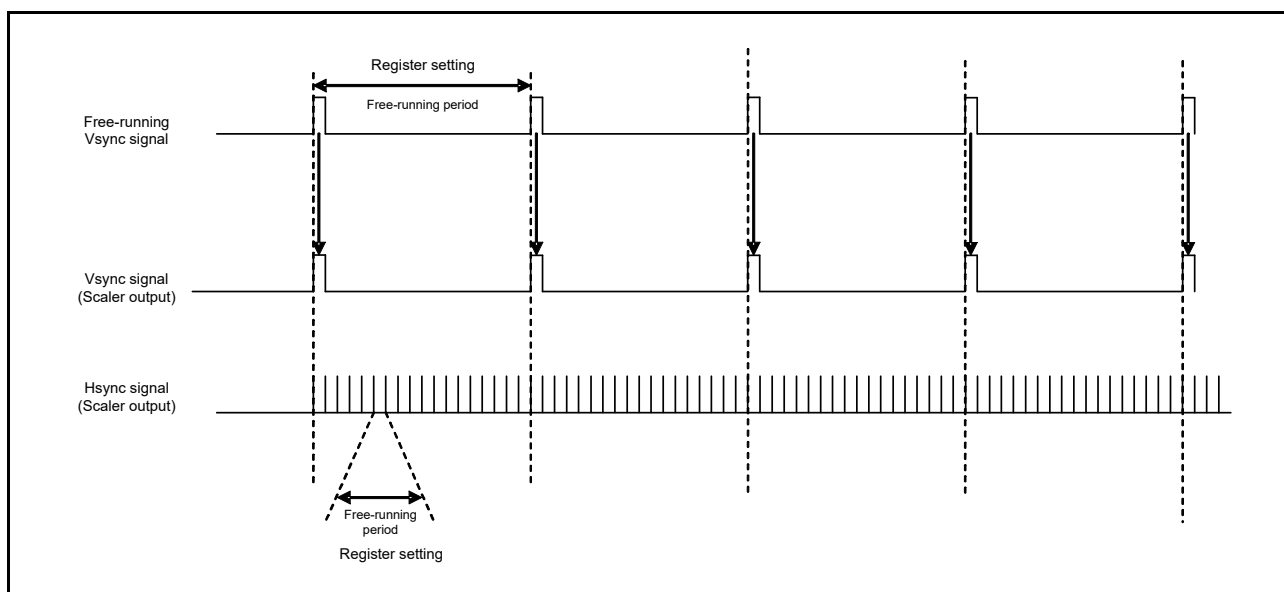 Register setting
Free-running period
Free-running
Vsync signal
Vsync signal
(Scaler output)
Hsync signal
(Scaler output)
Free-running
period
Register setting